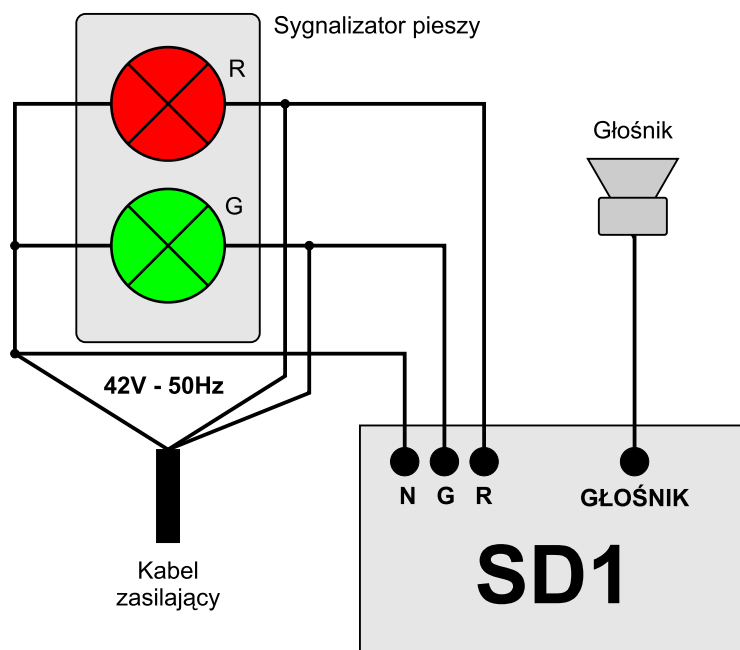 Sygnalizator pieszy
R
G
Głośnik
42V - 50Hz
N G R
GŁOŚNIK
SD1
Kabel
zasilający